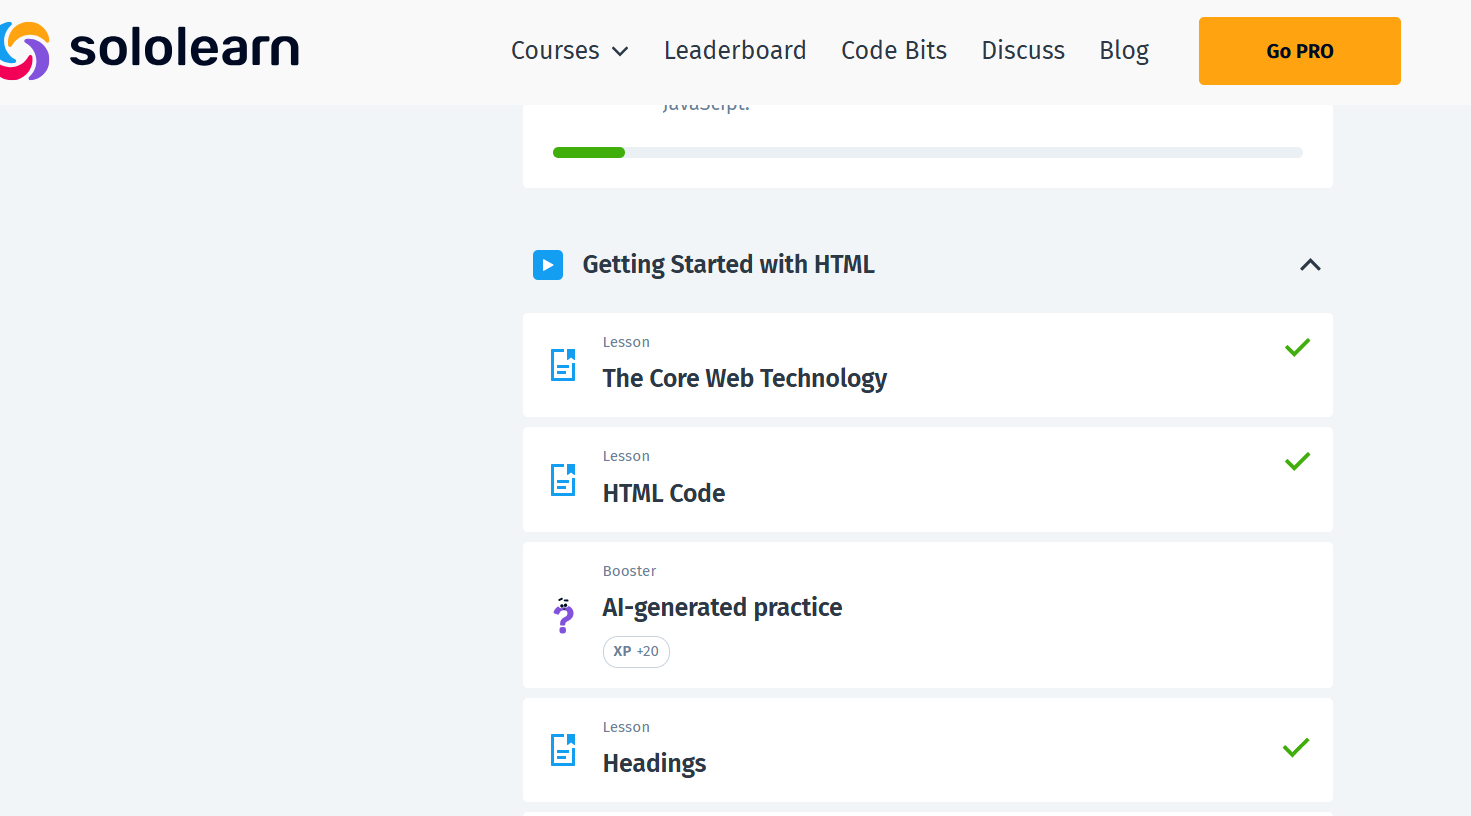 sololearn
Courses Leaderboard Code Bits Discuss Blog Go PRO
JavaScript.
Getting Started with HTML
Lesson
The Core Web Technology
Lesson
HTML Code
Booster
AI-generated practice
XP +20
Lesson
Headings